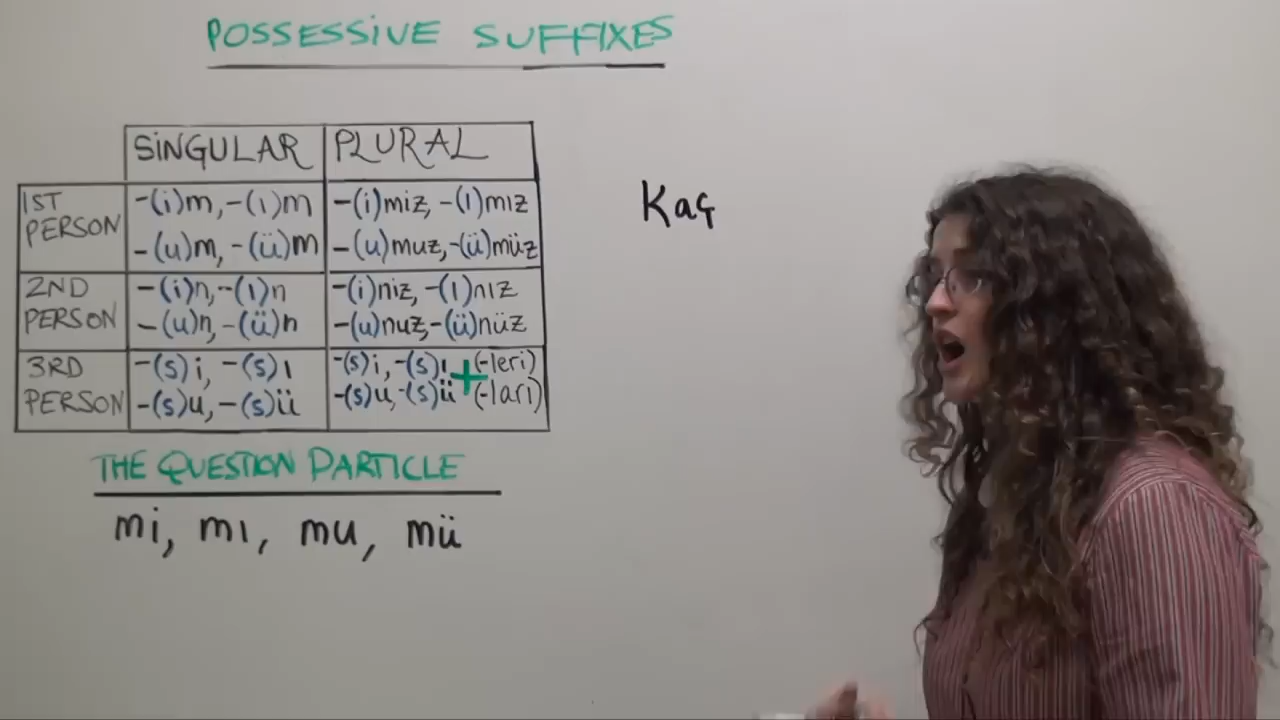 POSSESSIVE SUFFIXES
SiNGULAR PLURAL
1ST PERSON -(i)m, -(ı)m -(i)miz, -(ı)mız
-(u)m, -(ü)m -(u)muz, -(ü)müz
2ND PERSON -(i)n, -(ı)n -(i)niz, -(ı)nız
-(u)n, -(ü)n -(u)nuz, -(ü)nüz
3RD PERSON -(s)i, -(s)ı -(s)i, -(s)ı + (-leri)
-(s)u, -(s)ü -(s)u, -(s)ü (-ları)
THE QUESTION PARTICLE
mi, mı, mu, mü
Kaç